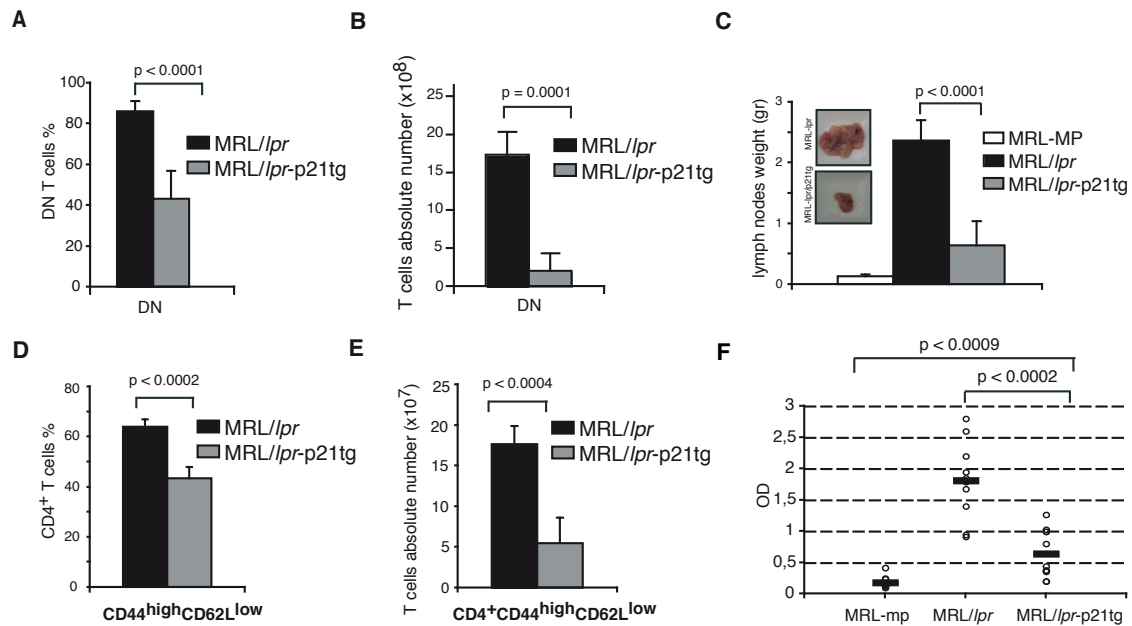 A
p < 0.0001
DN T cells %
100
80
60
40
20
0
DN
MRL/lpr
MRL/lpr-p21tg
B
p = 0.0001
T cells absolute number (x10⁸)
25
20
15
10
5
0
DN
MRL/lpr
MRL/lpr-p21tg
C
p < 0.0001
lymph nodes weight (gr)
3
2
1
0
MRL-lpr
MRL-lpr/p21tg
MRL-MP
MRL/lpr
MRL/lpr-p21tg
D
p < 0.0002
CD4⁺ T cells %
80
60
40
20
0
CD44highCD62Llow
MRL/lpr
MRL/lpr-p21tg
E
p < 0.0004
T cells absolute number (x10⁷)
25
20
15
10
5
0
CD4⁺CD44highCD62Llow
MRL/lpr
MRL/lpr-p21tg
F
p < 0.0009
p < 0.0002
OD
3
2,5
2
1,5
1
0,5
0
MRL-mp
MRL/lpr
MRL/lpr-p21tg